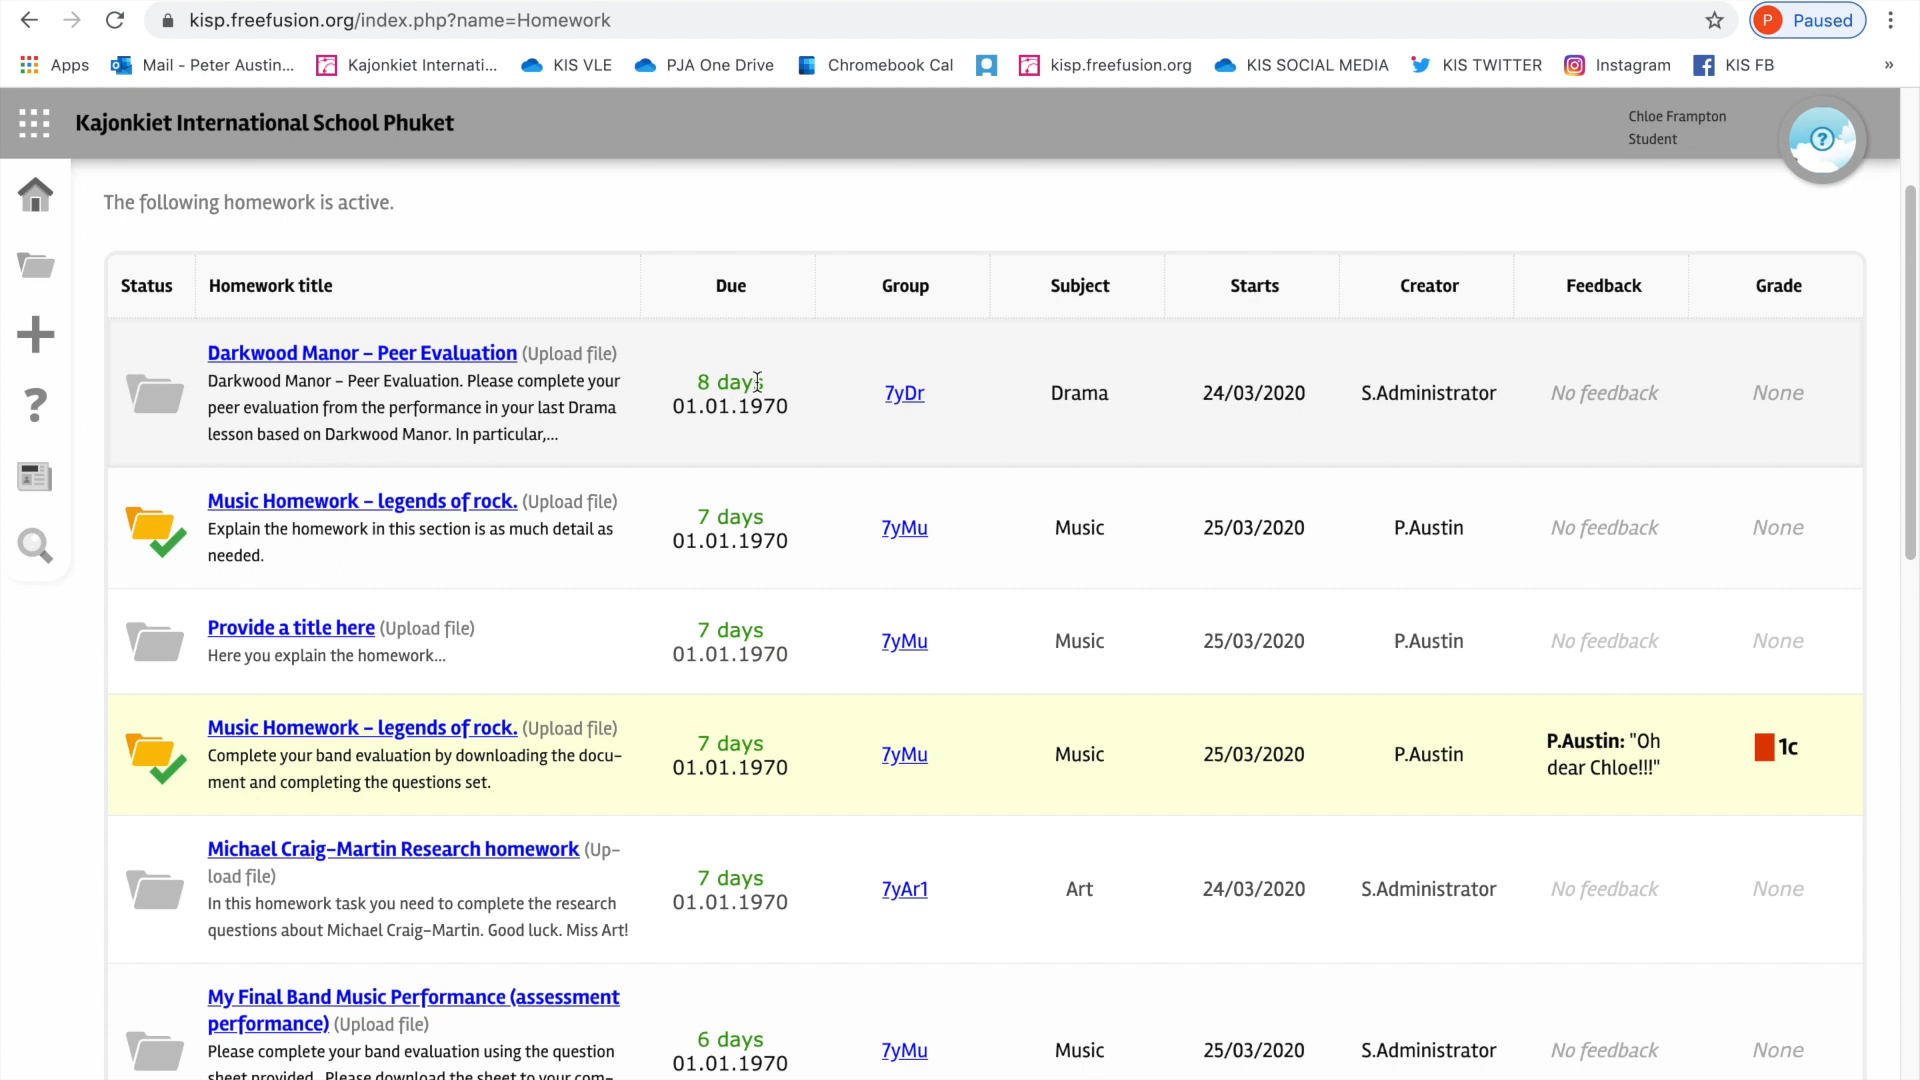 kisp.freefusion.org/index.php?name=Homework
P Paused
Apps
Mail - Peter Austin...
Kajonkiet Internati...
KIS VLE
PJA One Drive
Chromebook Cal
kisp.freefusion.org
KIS SOCIAL MEDIA
KIS TWITTER
Instagram
KIS FB
»
Kajonkiet International School Phuket
Chloe Frampton
Student
?
The following homework is active.
Status Homework title Due Group Subject Starts Creator Feedback Grade
Darkwood Manor – Peer Evaluation (Upload file)
Darkwood Manor – Peer Evaluation. Please complete your
peer evaluation from the performance in your last Drama
lesson based on Darkwood Manor. In particular,...
8 days
01.01.1970
7yDr
Drama
24/03/2020
S.Administrator
No feedback
None
Music Homework – legends of rock. (Upload file)
Explain the homework in this section is as much detail as
needed.
7 days
01.01.1970
7yMu
Music
25/03/2020
P.Austin
No feedback
None
Provide a title here (Upload file)
Here you explain the homework...
7 days
01.01.1970
7yMu
Music
25/03/2020
P.Austin
No feedback
None
Music Homework – legends of rock. (Upload file)
Complete your band evaluation by downloading the docu-
ment and completing the questions set.
7 days
01.01.1970
7yMu
Music
25/03/2020
P.Austin
P.Austin: "Oh
dear Chloe!!!"
1c
Michael Craig-Martin Research homework (Up-
load file)
In this homework task you need to complete the research
questions about Michael Craig-Martin. Good luck. Miss Art!
7 days
01.01.1970
7yAr1
Art
24/03/2020
S.Administrator
No feedback
None
My Final Band Music Performance (assessment
performance) (Upload file)
Please complete your band evaluation using the question
sheet provided. Please download the sheet to your com-
6 days
01.01.1970
7yMu
Music
25/03/2020
S.Administrator
No feedback
None